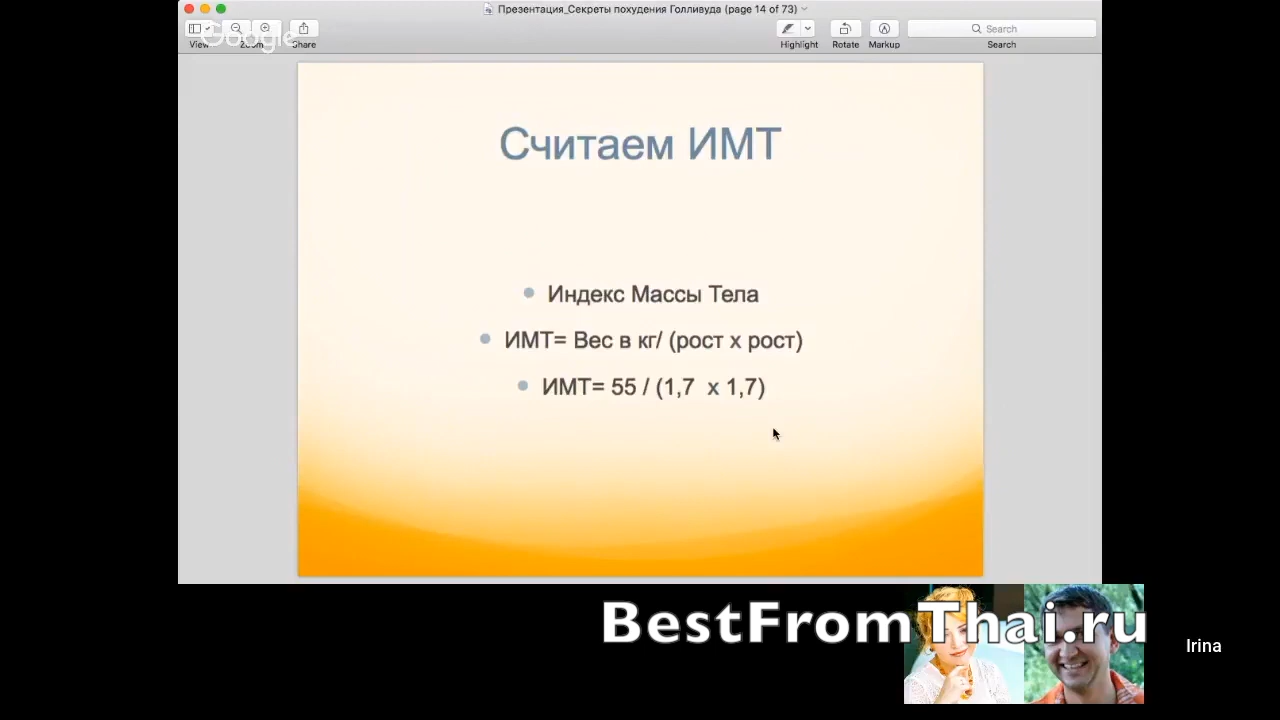 Презентация_Секреты похудения Голливуда (page 14 of 73)
Google
Search
View Zoom Share Highlight Rotate Markup Search
Считаем ИМТ
Индекс Массы Тела
ИМТ= Вес в кг/ (рост х рост)
ИМТ= 55 / (1,7 х 1,7)
BestFromThai.ru
Irina